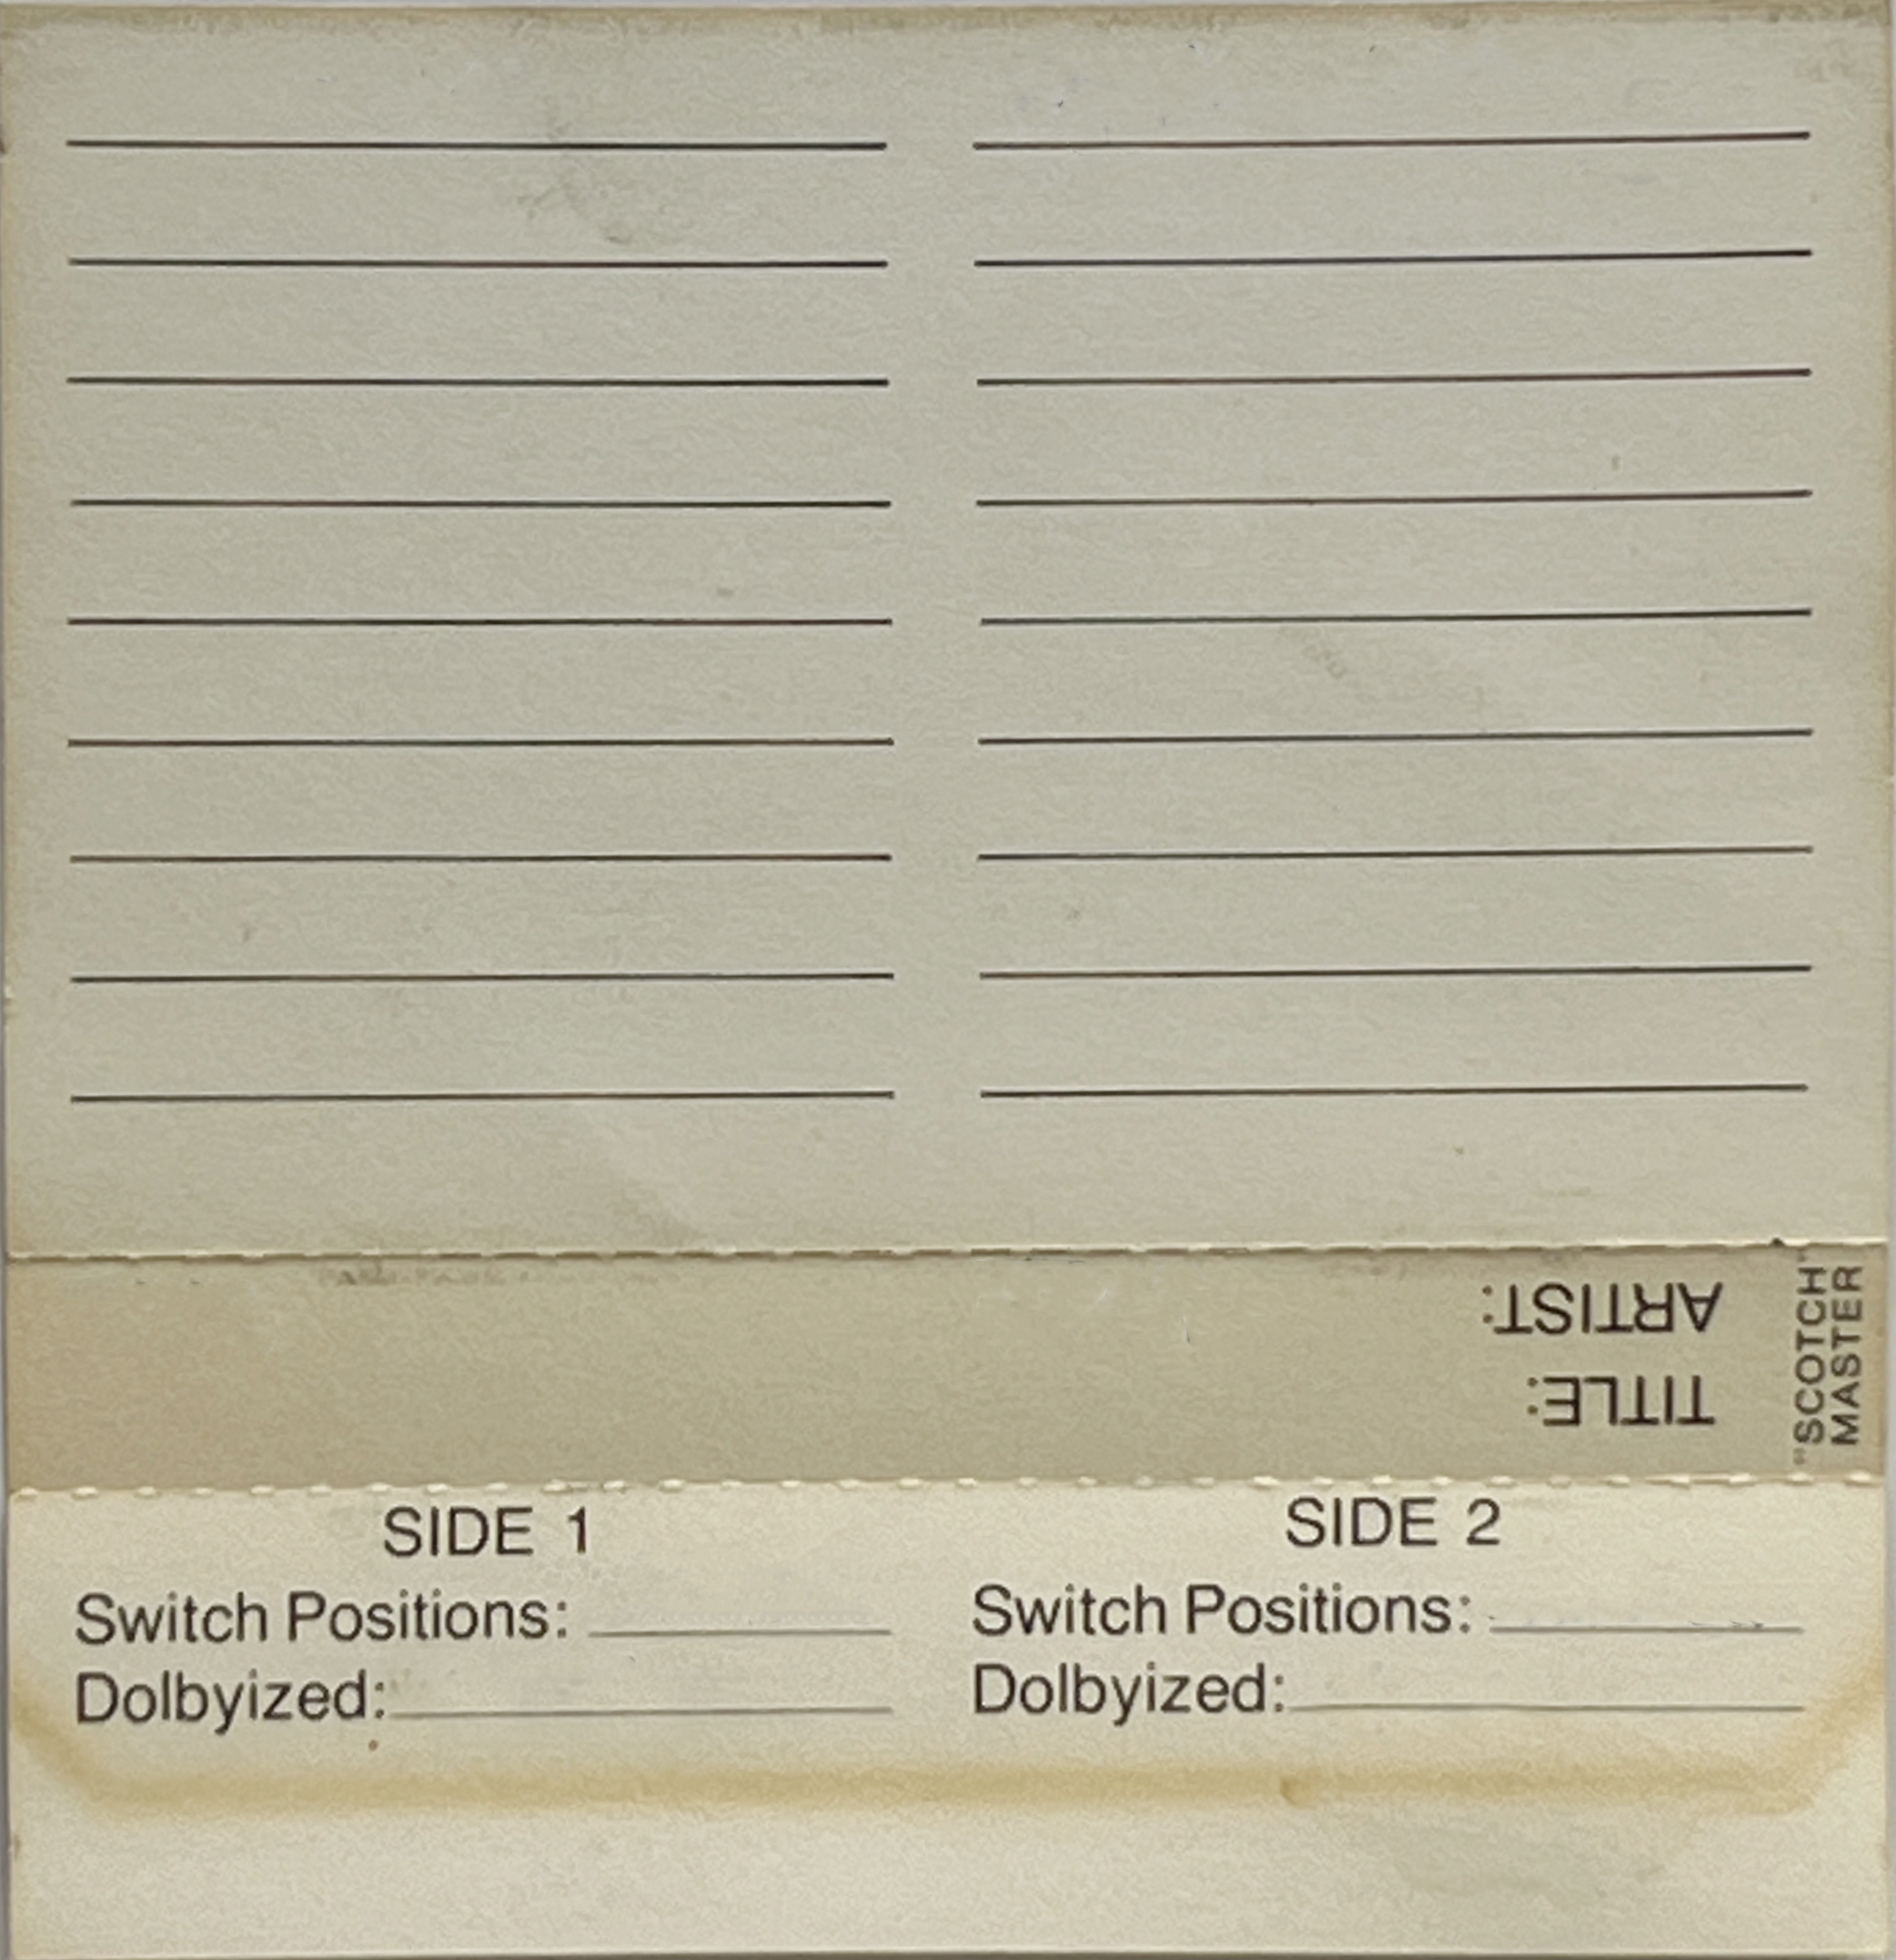 ARTIST:
TITLE:
"SCOTCH"
MASTER
SIDE 1
Switch Positions:
Dolbyized:
SIDE 2
Switch Positions:
Dolbyized: